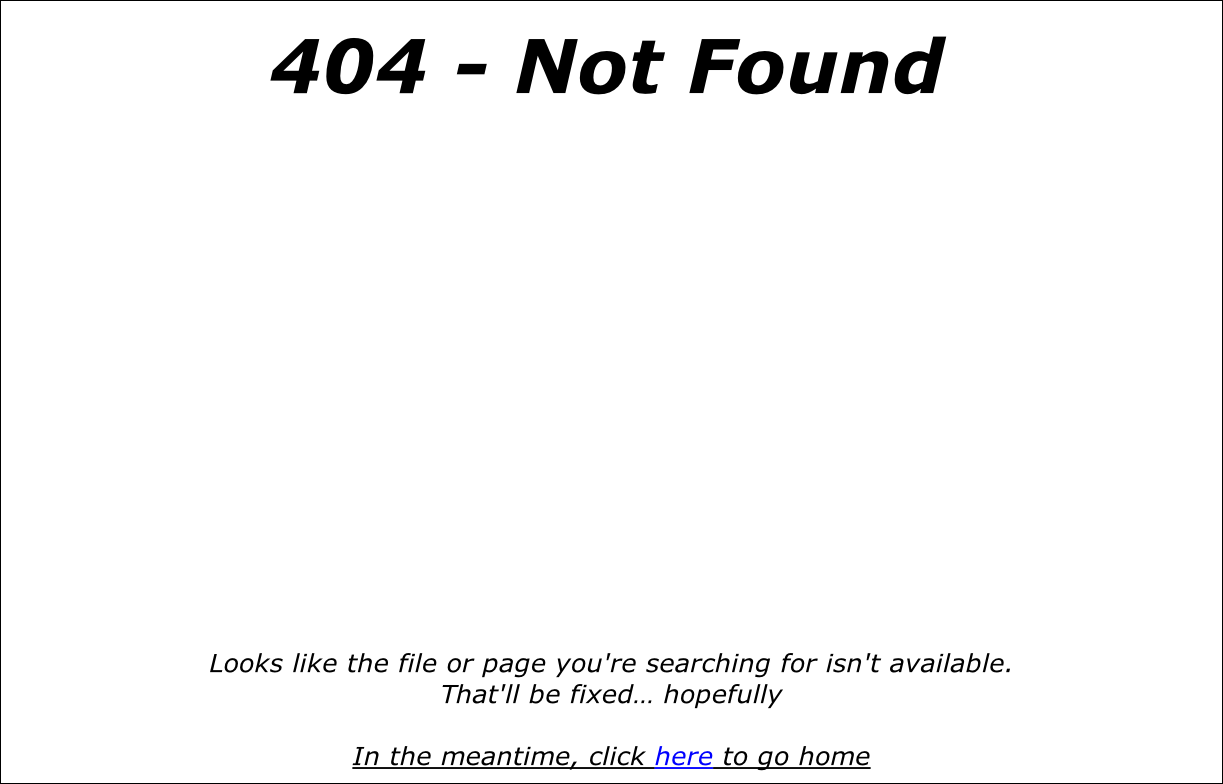 404 - Not Found
Looks like the file or page you're searching for isn't available.
That'll be fixed... hopefully
In the meantime, click here to go home